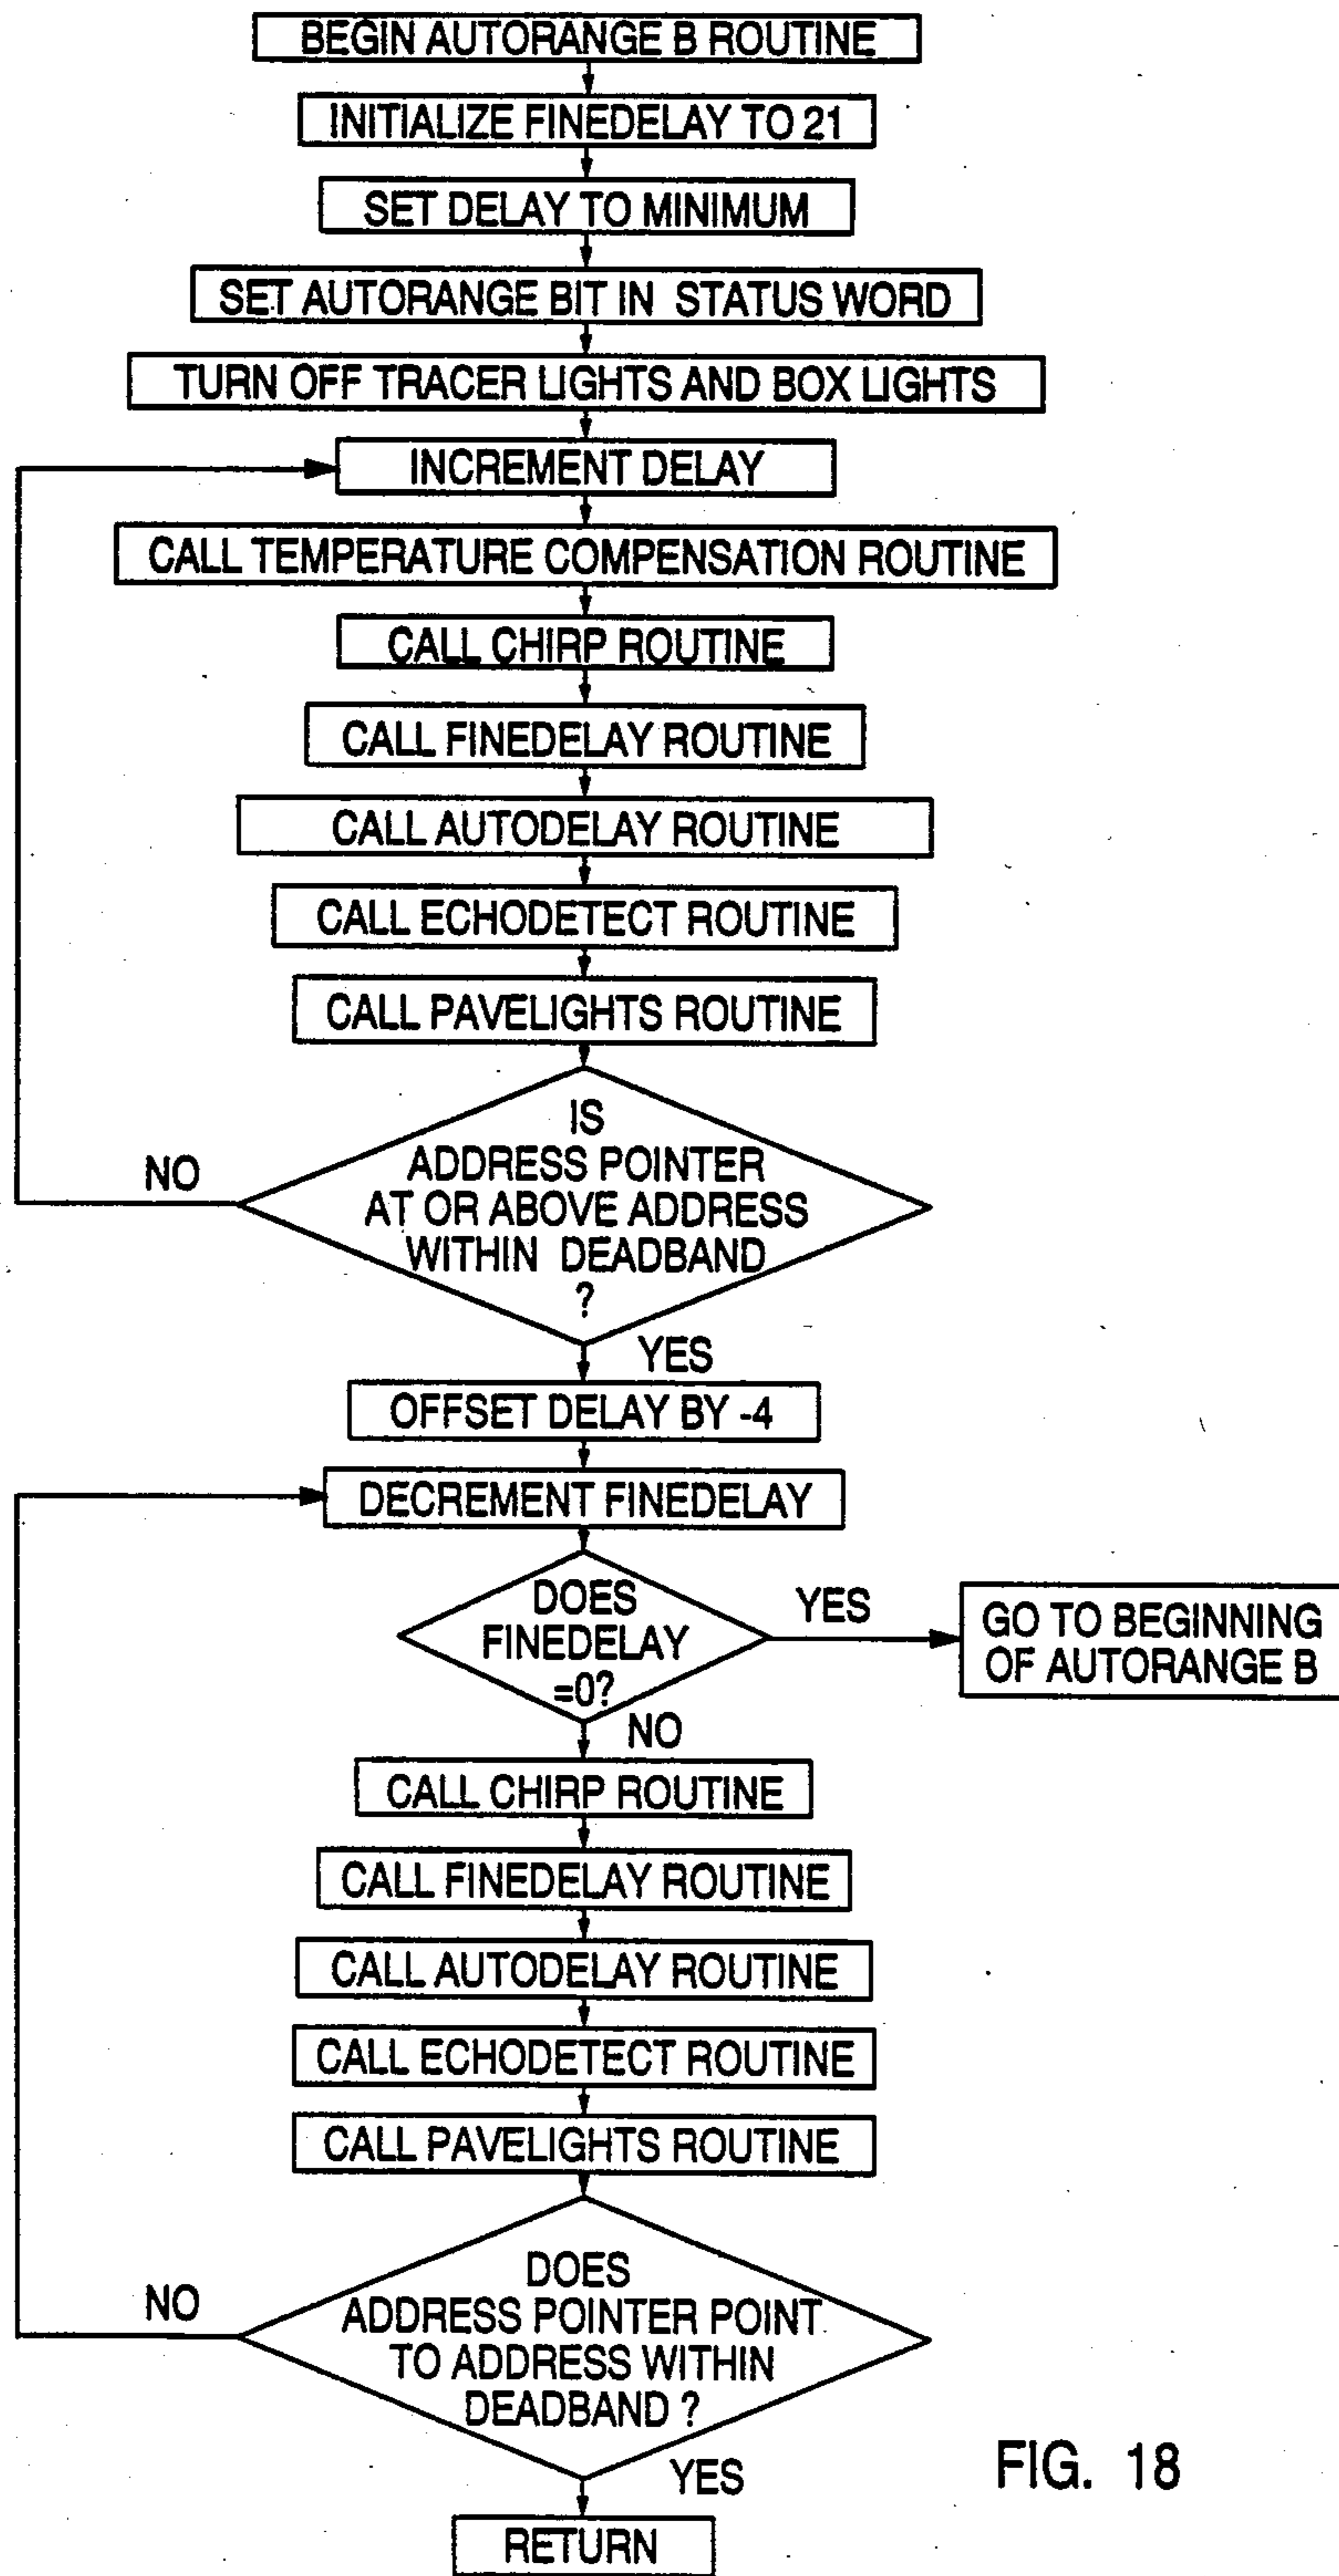 BEGIN AUTORANGE B ROUTINE
INITIALIZE FINEDELAY TO 21
SET DELAY TO MINIMUM
SET AUTORANGE BIT IN STATUS WORD
TURN OFF TRACER LIGHTS AND BOX LIGHTS
INCREMENT DELAY
CALL TEMPERATURE COMPENSATION ROUTINE
CALL CHIRP ROUTINE
CALL FINEDELAY ROUTINE
CALL AUTODELAY ROUTINE
CALL ECHODETECT ROUTINE
CALL PAVELIGHTS ROUTINE
IS
ADDRESS POINTER
AT OR ABOVE ADDRESS
WITHIN DEADBAND
?
NO
YES
OFFSET DELAY BY -4
DECREMENT FINEDELAY
DOES
FINEDELAY
=0?
YES
GO TO BEGINNING
OF AUTORANGE B
NO
CALL CHIRP ROUTINE
CALL FINEDELAY ROUTINE
CALL AUTODELAY ROUTINE
CALL ECHODETECT ROUTINE
CALL PAVELIGHTS ROUTINE
DOES
ADDRESS POINTER POINT
TO ADDRESS WITHIN
DEADBAND ?
NO
YES
RETURN
FIG. 18